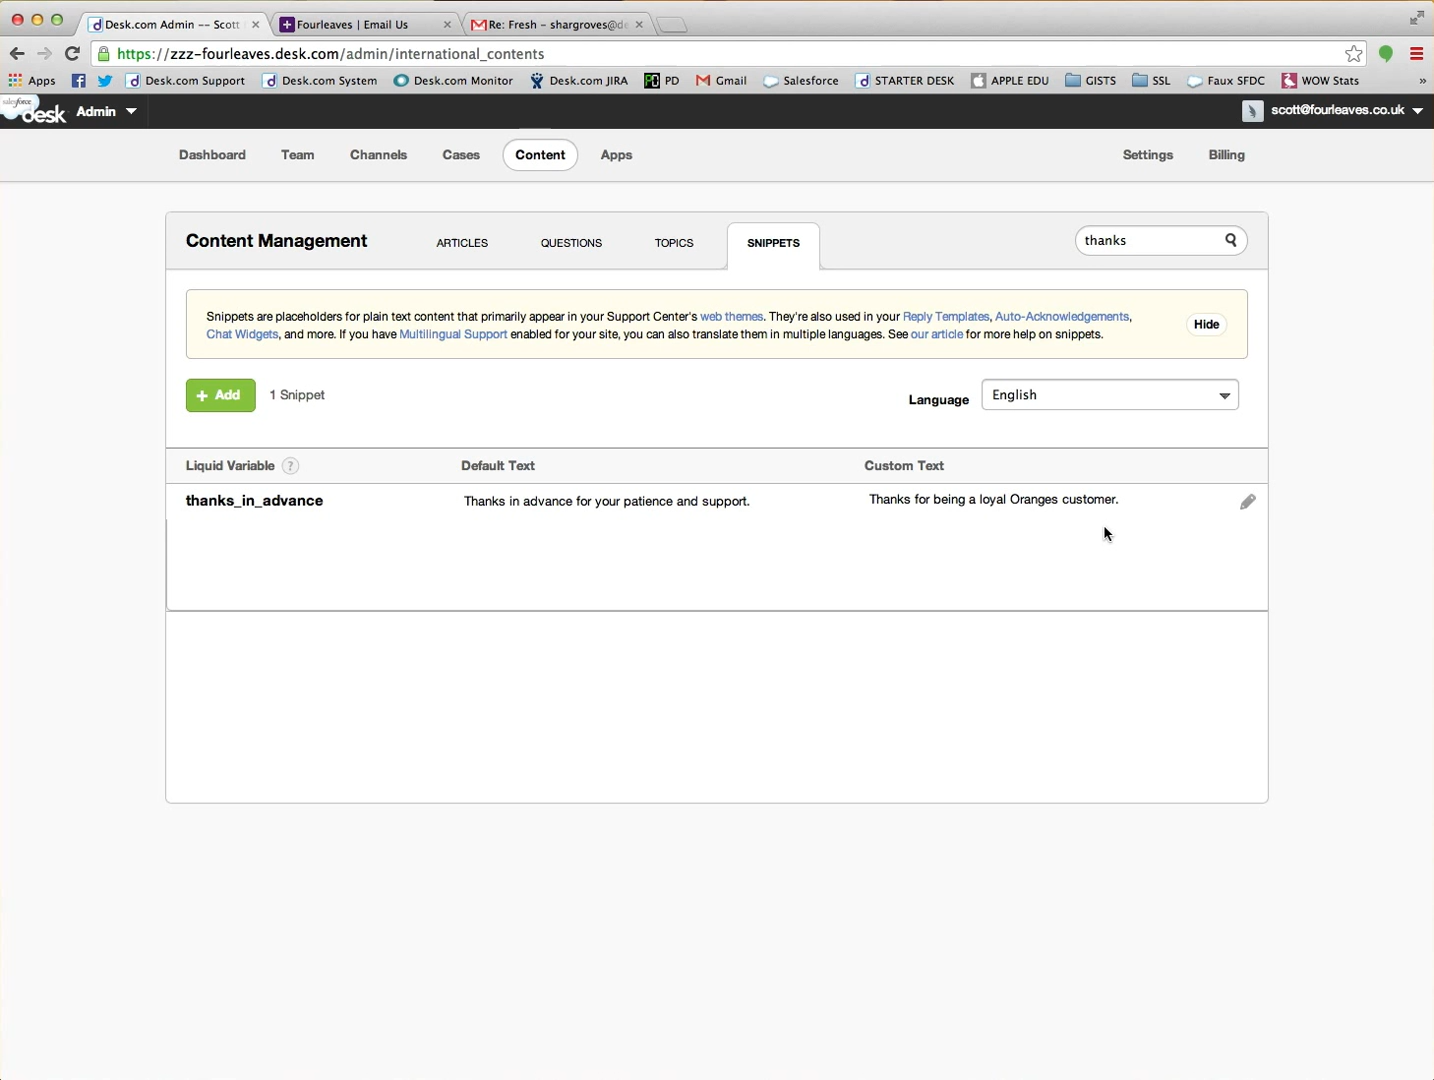 Desk.com Admin -- Scott
Fourleaves | Email Us
Re: Fresh – shargroves@de
https://zzz-fourleaves.desk.com/admin/international_contents
Apps
Desk.com Support
Desk.com System
Desk.com Monitor
Desk.com JIRA
PD
Gmail
Salesforce
STARTER DESK
APPLE EDU
GISTS
SSL
Faux SFDC
WOW Stats
»
salesforce
desk
Admin
scott@fourleaves.co.uk
Dashboard
Team
Channels
Cases
Content
Apps
Settings
Billing
Content Management
ARTICLES
QUESTIONS
TOPICS
SNIPPETS
thanks
Snippets are placeholders for plain text content that primarily appear in your Support Center's web themes. They're also used in your Reply Templates, Auto-Acknowledgements,
Chat Widgets, and more. If you have Multilingual Support enabled for your site, you can also translate them in multiple languages. See our article for more help on snippets.
Hide
+ Add
1 Snippet
Language
English
Liquid Variable ?
Default Text
Custom Text
thanks_in_advance
Thanks in advance for your patience and support.
Thanks for being a loyal Oranges customer.